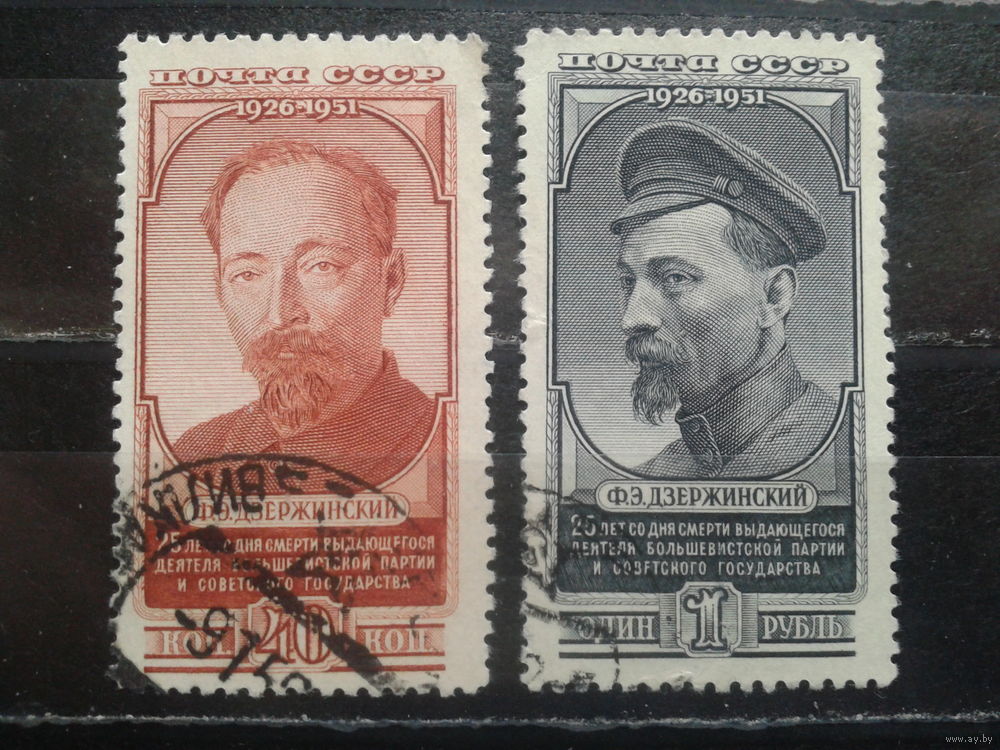 ПОЧТА СССР
1926-1951
Ф.Э.ДЗЕРЖИНСКИЙ
25 ЛЕТ СО ДНЯ СМЕРТИ ВЫДАЮЩЕГОСЯ
ДЕЯТЕЛЯ БОЛЬШЕВИСТСКОЙ ПАРТИИ
И СОВЕТСКОГО ГОСУДАРСТВА
КОП. 40 КОП.
ПОЧТА СССР
1926-1951
Ф.Э.ДЗЕРЖИНСКИЙ
25 ЛЕТ СО ДНЯ СМЕРТИ ВЫДАЮЩЕГОСЯ
ДЕЯТЕЛЯ БОЛЬШЕВИСТСКОЙ ПАРТИИ
И СОВЕТСКОГО ГОСУДАРСТВА
ОДИН 1 РУБЛЬ
www.ay.by